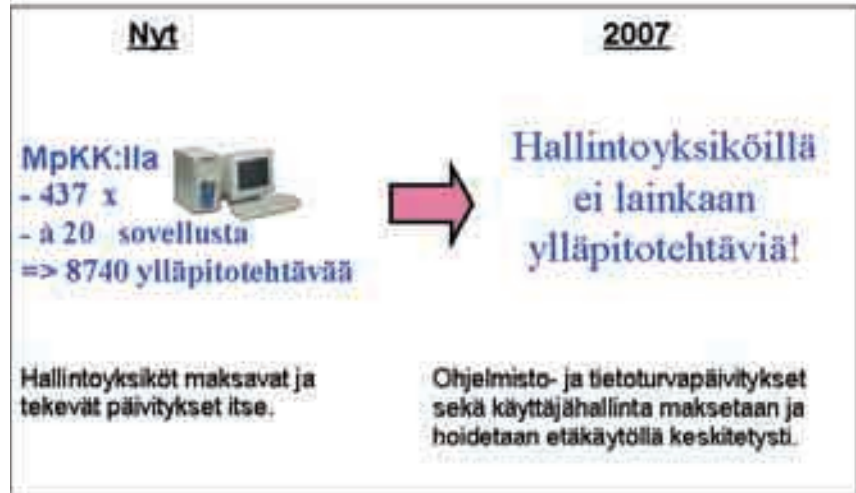 Nyt
MpKK:lla
- 437 x
- à 20 sovellusta
=> 8740 ylläpitotehtävää
Hallintoyksiköt maksavat ja
tekevät päivitykset itse.
2007
Hallintoyksiköillä
ei lainkaan
ylläpitotehtäviä!
Ohjelmisto- ja tietoturvapäivitykset
sekä käyttäjähallinta maksetaan ja
hoidetaan etäkäytöllä keskitetysti.